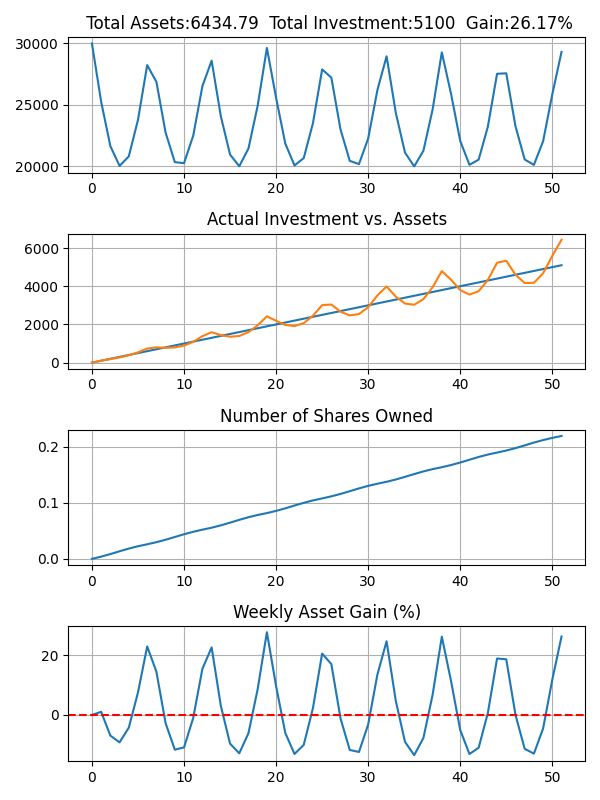 Total Assets:6434.79  Total Investment:5100  Gain:26.17%
30000
25000
20000
0 10 20 30 40 50
Actual Investment vs. Assets
6000
4000
2000
0
0 10 20 30 40 50
Number of Shares Owned
0.2
0.1
0.0
0 10 20 30 40 50
Weekly Asset Gain (%)
20
0
0 10 20 30 40 50